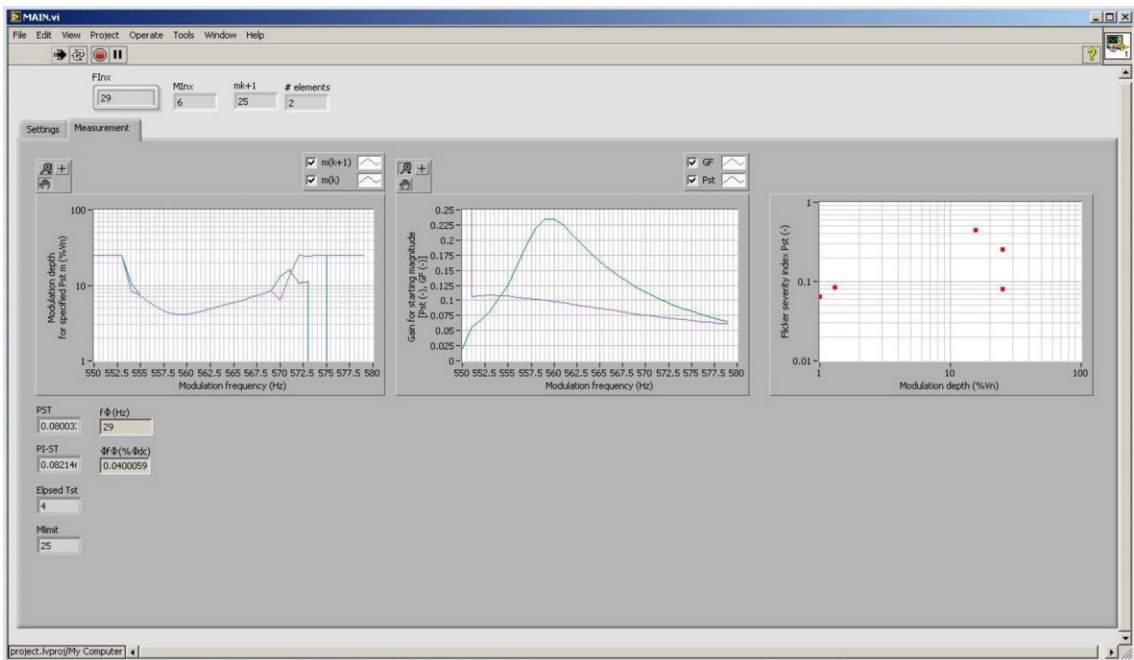 MAIN.vi
File Edit View Project Operate Tools Window Help
1
FInx
29
MInx
6
mk+1
25
# elements
2
Settings
Measurement
m(k+1)
m(k)
100
10
1
Modulation depth
for specified Pst m (%Vn)
550 552.5 555 557.5 560 562.5 565 567.5 570 572.5 575 577.5 580
Modulation frequency (Hz)
GF
Pst
0.25
0.225
0.2
0.175
0.15
0.125
0.1
0.075
0.05
0.025
0
Gain for starting magnitude
[Pst (-), GF (-)]
550 552.5 555 557.5 560 562.5 565 567.5 570 572.5 575 577.5 580
Modulation frequency (Hz)
1
0.1
0.01
Flicker severity index Pst (-)
1 10 100
Modulation depth (%Vn)
PST
0.08003
fΦ(Hz)
29
PI-ST
0.08214
ΦfΦ(%Φdc)
0.0400059
Elpsed Tst
4
Mlimit
25
project.lvproj/My Computer